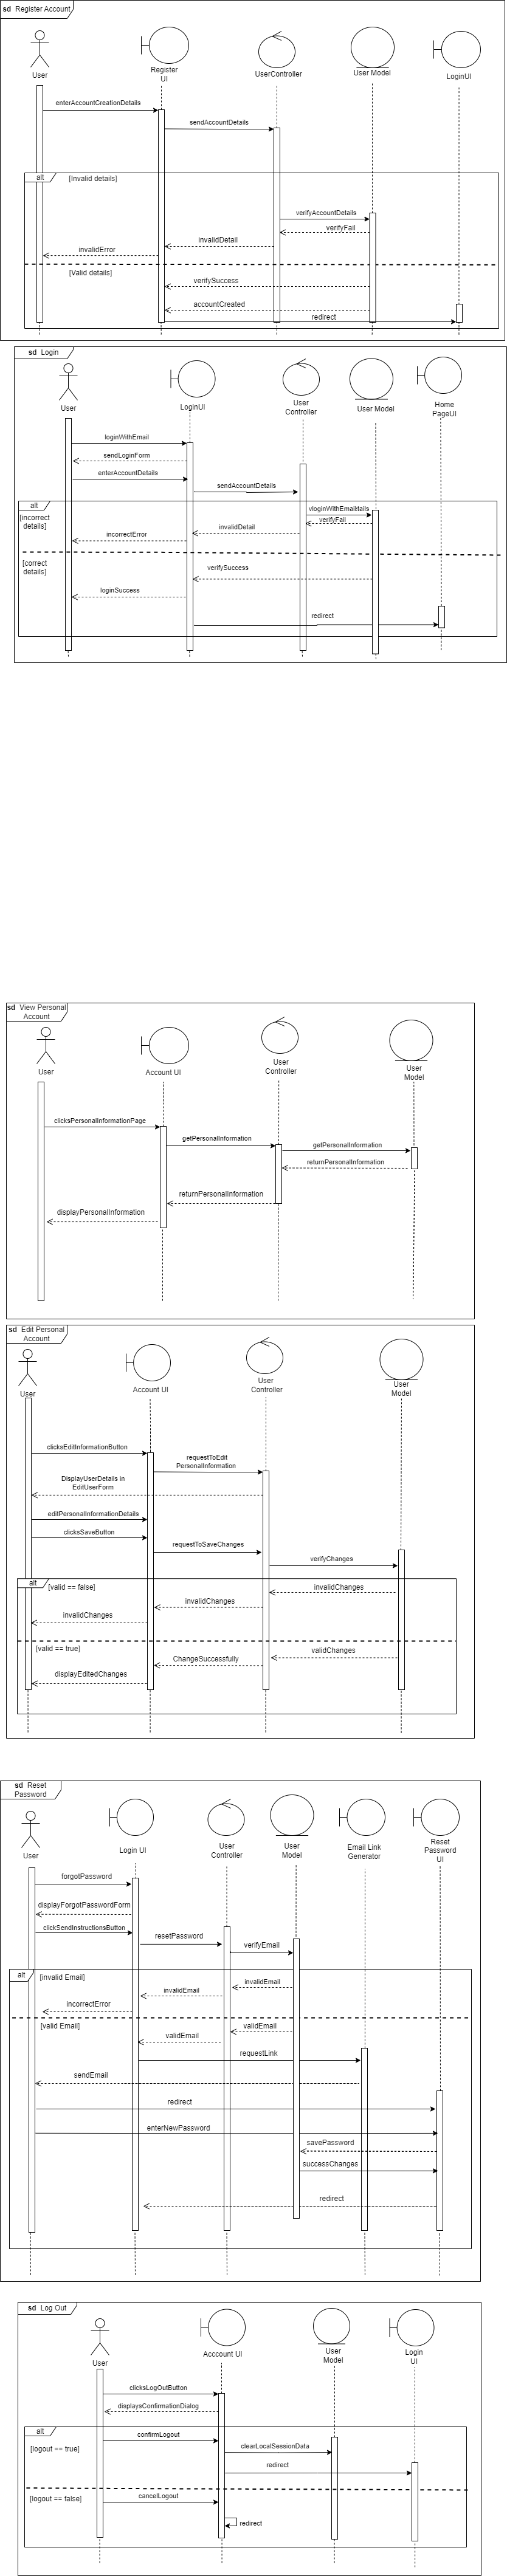 sd Register Account
User
Register
UI
UserController
User Model
LoginUI
enterAccountCreationDetails
sendAccountDetails
alt
[Invalid details]
verifyAccountDetails
verifyFail
invalidDetail
invalidError
[Valid details]
verifySuccess
accountCreated
redirect
sd Login
User
LoginUI
User
Controller
User Model
Home
PageUI
loginWithEmail
sendLoginForm
enterAccountDetails
sendAccountDetails
alt
[incorrect
details]
vloginWithEmailtails
verifyFail
invalidDetail
incorrectError
[correct
details]
verifySuccess
loginSuccess
redirect
sd View Personal
Account
User
Account UI
User
Controller
User
Model
clicksPersonalInformationPage
getPersonalInformation
getPersonalInformation
returnPersonalInformation
returnPersonalInformation
displayPersonalInformation
sd Edit Personal
Account
User
Account UI
User
Controller
User
Model
clicksEditInformationButton
requestToEdit
PersonalInformation
DisplayUserDetails in
EditUserForm
editPersonalInformationDetails
clicksSaveButton
requestToSaveChanges
verifyChanges
alt
[valid == false]
invalidChanges
invalidChanges
invalidChanges
[valid == true]
validChanges
ChangeSuccessfully
displayEditedChanges
sd Reset
Password
User
Login UI
User
Controller
User
Model
Email Link
Generator
Reset
Password
UI
forgotPassword
displayForgotPasswordForm
clickSendInstructionsButton
resetPassword
verifyEmail
alt
[invalid Email]
invalidEmail
invalidEmail
incorrectError
[valid Email]
validEmail
validEmail
requestLink
sendEmail
redirect
enterNewPassword
savePassword
successChanges
redirect
sd Log Out
User
Acccount UI
User
Model
Login
UI
clicksLogOutButton
displaysConfirmationDialog
alt
confirmLogout
[logout == true]
clearLocalSessionData
redirect
[logout == false]
cancelLogout
redirect